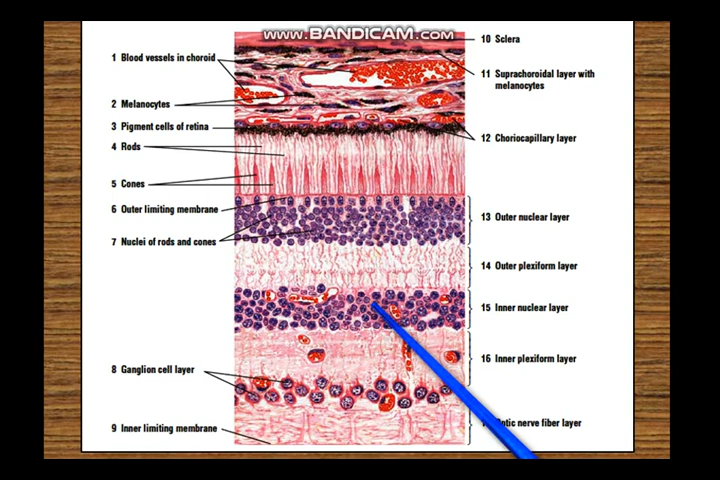 www.BANDICAM.com
1 Blood vessels in choroid
2 Melanocytes
3 Pigment cells of retina
4 Rods
5 Cones
6 Outer limiting membrane
7 Nuclei of rods and cones
8 Ganglion cell layer
9 Inner limiting membrane
10 Sclera
11 Suprachoroidal layer with
melanocytes
12 Choriocapillary layer
13 Outer nuclear layer
14 Outer plexiform layer
15 Inner nuclear layer
16 Inner plexiform layer
nerve fiber layer